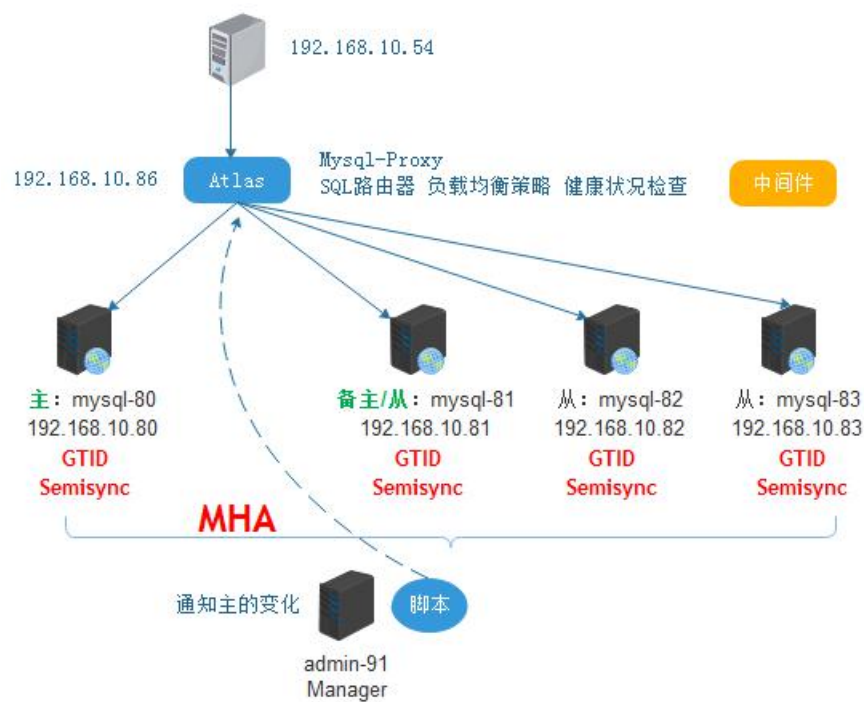 192.168.10.54
192.168.10.86
Atlas
Mysql-Proxy
SQL路由器 负载均衡策略 健康状况检查
中间件
主：mysql-80
192.168.10.80
GTID
Semisync
备主/从：mysql-81
192.168.10.81
GTID
Semisync
从：mysql-82
192.168.10.82
GTID
Semisync
从：mysql-83
192.168.10.83
GTID
Semisync
MHA
通知主的变化
脚本
admin-91
Manager